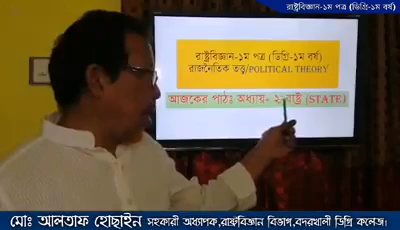 রাষ্ট্রবিজ্ঞান-১ম পত্র (ডিগ্রি-১ম বর্ষ)
রাষ্ট্রবিজ্ঞান-১ম পত্র (ডিগ্রি-১ম বর্ষ)
রাজনৈতিক তত্ত্ব/POLITICAL THEORY
আজকের পাঠঃ অধ্যায়- ২ রাষ্ট্র (STATE)
মোঃ আলতাফ হোছাইন সহকারী অধ্যাপক,রাষ্ট্রবিজ্ঞান বিভাগ,বদরখালী ডিগ্রি কলেজ।